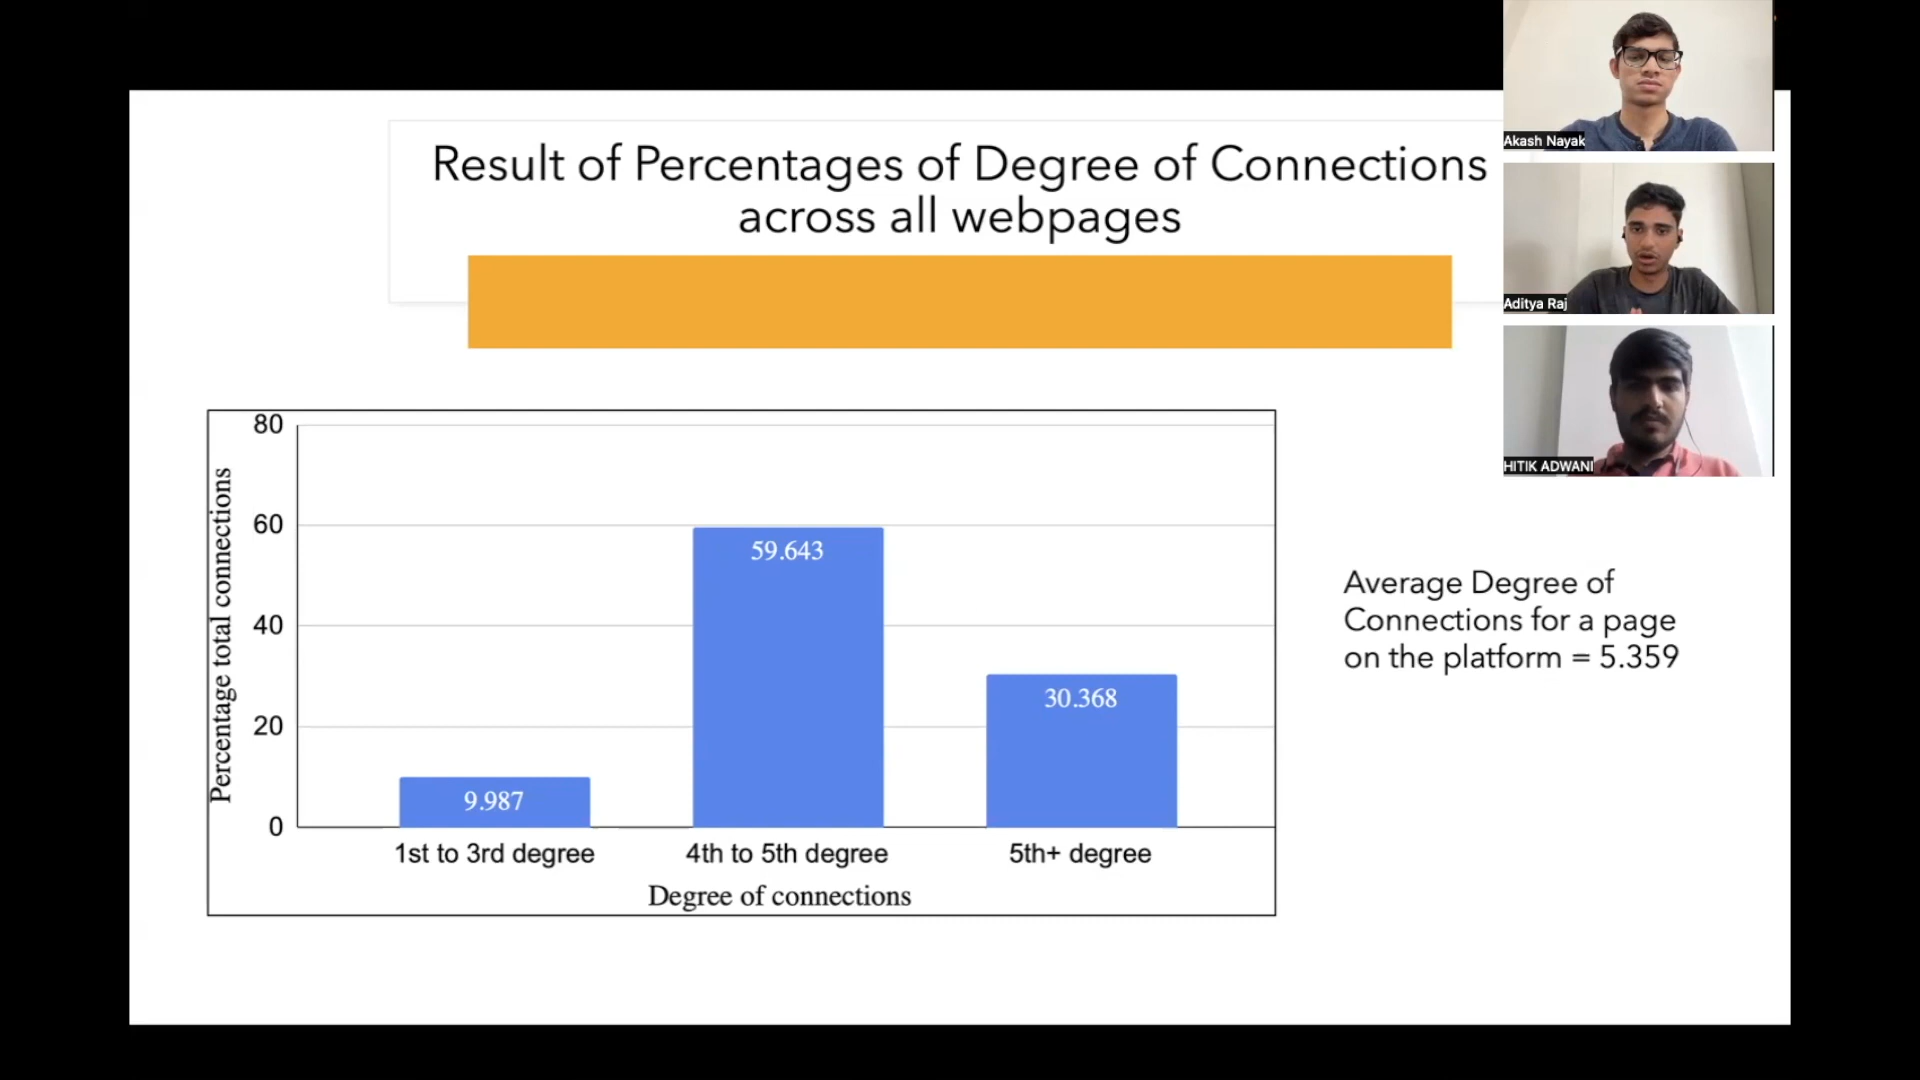 Result of Percentages of Degree of Connections
across all webpages
Akash Nayak
Aditya Raj
HITIK ADWANI
80
60
40
20
0
Percentage total connections
59.643
30.368
9.987
1st to 3rd degree
4th to 5th degree
5th+ degree
Degree of connections
Average Degree of
Connections for a page
on the platform = 5.359